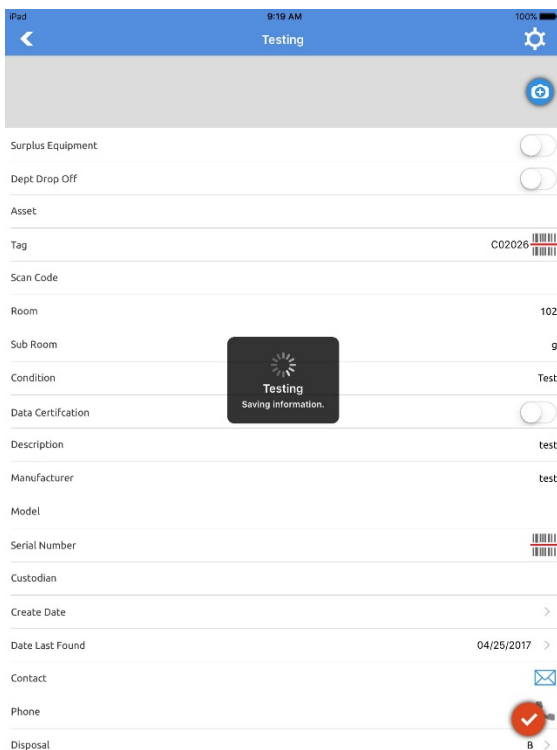 iPad 9:19 AM 100%
Testing
Surplus Equipment
Dept Drop Off
Asset
Tag C02026
Scan Code
Room 102
Sub Room g
Condition Test
Testing
Saving information.
Data Certifcation
Description test
Manufacturer test
Model
Serial Number
Custodian
Create Date
Date Last Found 04/25/2017
Contact
Phone
Disposal B